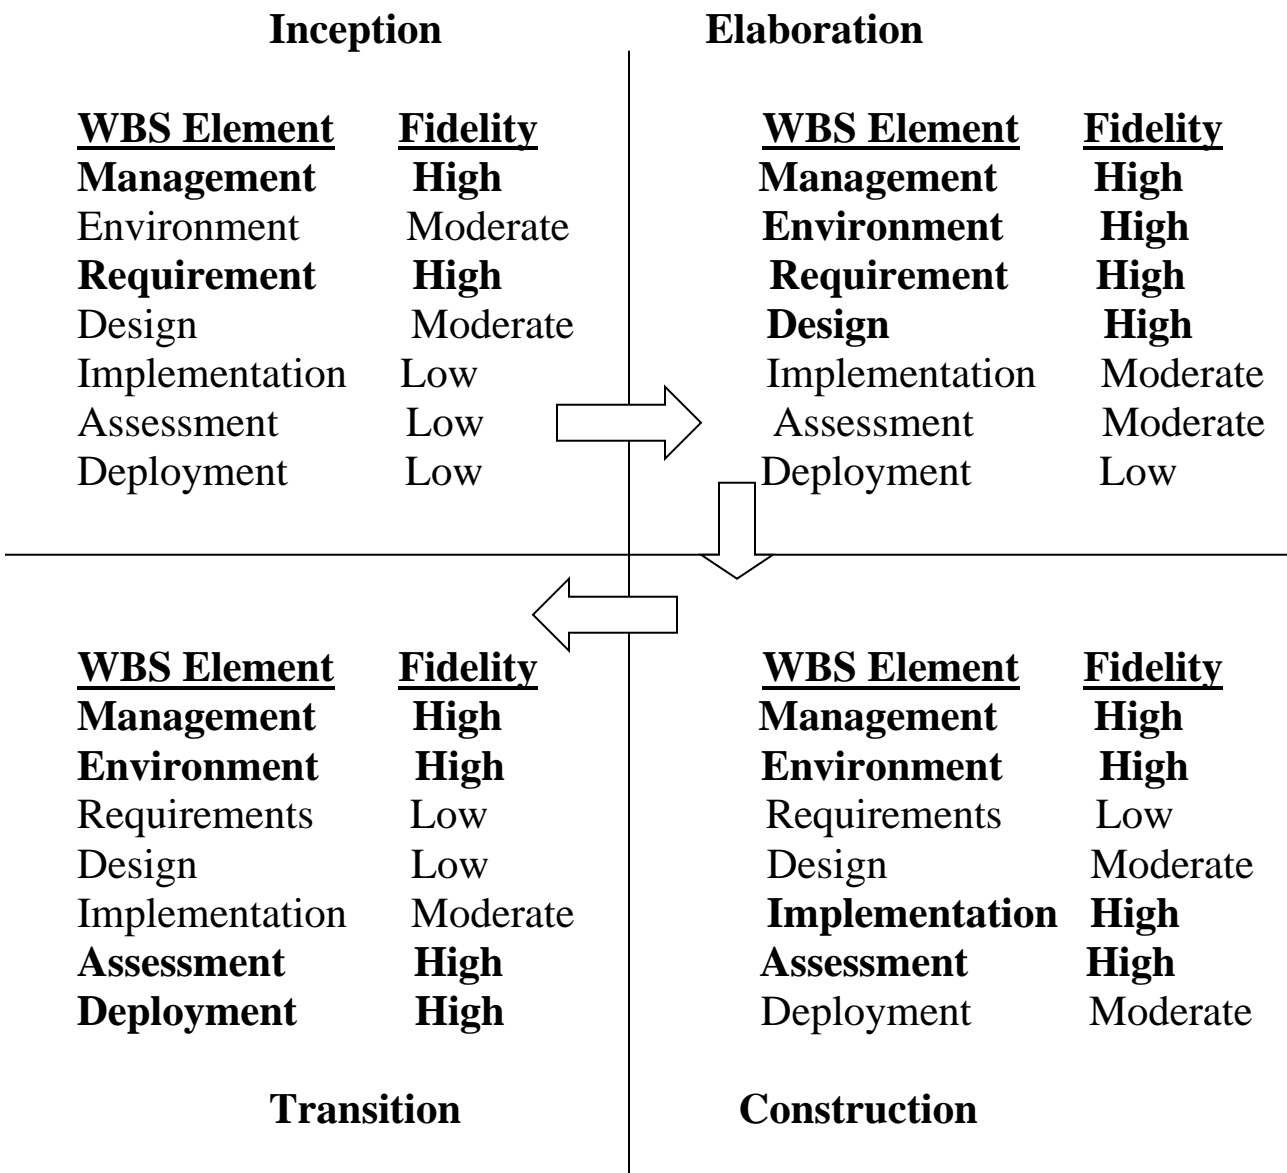 Inception
WBS Element Fidelity
Management High
Environment Moderate
Requirement High
Design Moderate
Implementation Low
Assessment Low
Deployment Low
Elaboration
WBS Element Fidelity
Management High
Environment High
Requirement High
Design High
Implementation Moderate
Assessment Moderate
Deployment Low
WBS Element Fidelity
Management High
Environment High
Requirements Low
Design Low
Implementation Moderate
Assessment High
Deployment High
Transition
WBS Element Fidelity
Management High
Environment High
Requirements Low
Design Moderate
Implementation High
Assessment High
Deployment Moderate
Construction